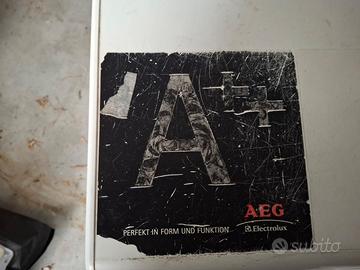 A++
AEG
PERFEKT IN FORM UND FUNKTION
Electrolux
subito